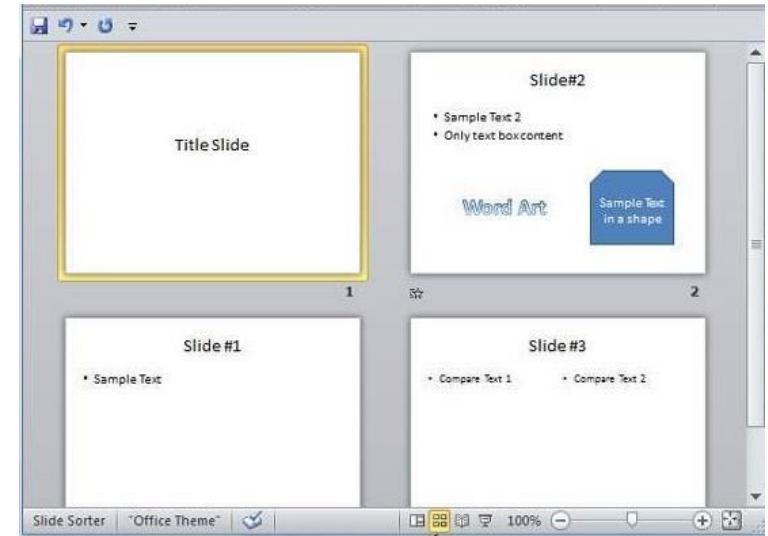 Title Slide
1
Slide#2
• Sample Text 2
• Only text box content
Word Art
Sample Text
in a shape
2
Slide #1
• Sample Text
Slide #3
• Compare Text 1
• Compare Text 2
Slide Sorter
"Office Theme"
100%